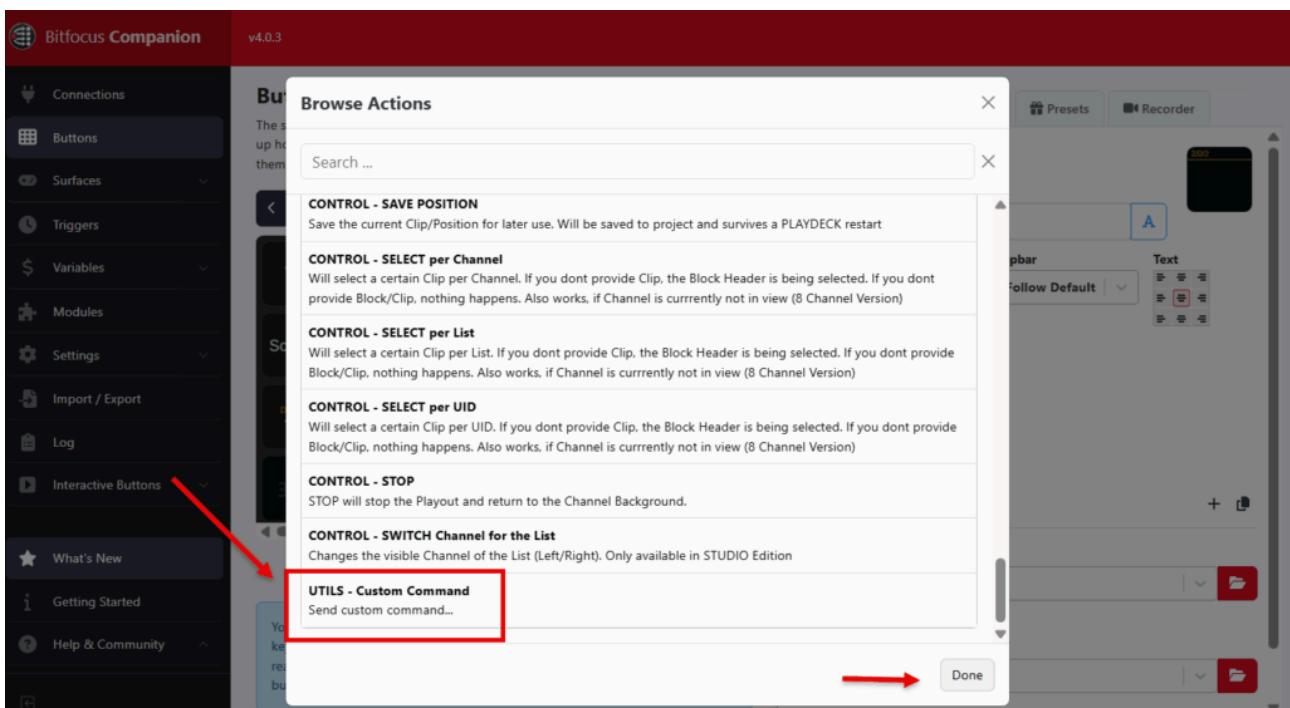 Bitfocus Companion
v4.0.3
Connections
Buttons
Surfaces
Triggers
Variables
Modules
Settings
Import / Export
Log
Interactive Buttons
What's New
Getting Started
Help & Community
But
The s
up ho
them
Browse Actions
Search ...
CONTROL - SAVE POSITION
Save the current Clip/Position for later use. Will be saved to project and survives a PLAYDECK restart
CONTROL - SELECT per Channel
Will select a certain Clip per Channel. If you dont provide Clip, the Block Header is being selected. If you dont
provide Block/Clip, nothing happens. Also works, if Channel is currrently not in view (8 Channel Version)
CONTROL - SELECT per List
Will select a certain Clip per List. If you dont provide Clip, the Block Header is being selected. If you dont provide
Block/Clip, nothing happens. Also works, if Channel is currrently not in view (8 Channel Version)
CONTROL - SELECT per UID
Will select a certain Clip per UID. If you dont provide Clip, the Block Header is being selected. If you dont provide
Block/Clip, nothing happens. Also works, if Channel is currrently not in view (8 Channel Version)
CONTROL - STOP
STOP will stop the Playout and return to the Channel Background.
CONTROL - SWITCH Channel for the List
Changes the visible Channel of the List (Left/Right). Only available in STUDIO Edition
UTILS - Custom Command
Send custom command...
Done
Presets
Recorder
A
pbar
Text
Follow Default
Sc
Yo
ke
rea
bu